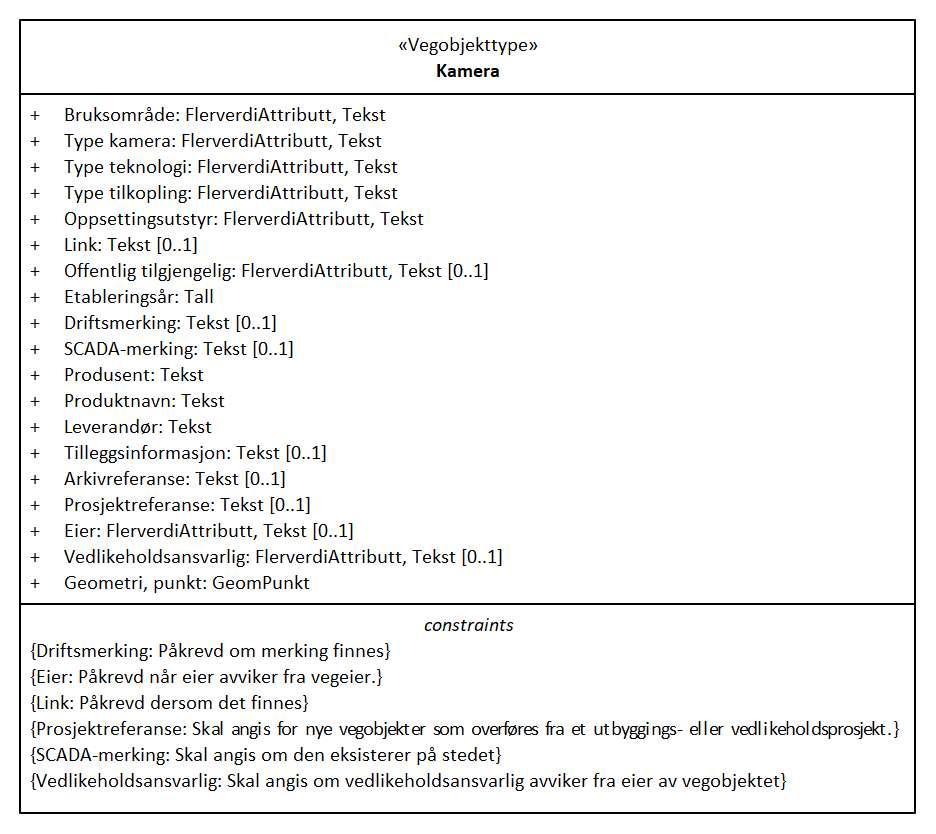 «Vegobjekttype»
Kamera
+ Bruksområde: FlerverdiAttributt, Tekst
+ Type kamera: FlerverdiAttributt, Tekst
+ Type teknologi: FlerverdiAttributt, Tekst
+ Type tilkopling: FlerverdiAttributt, Tekst
+ Oppsettingsutstyr: FlerverdiAttributt, Tekst
+ Link: Tekst [0..1]
+ Offentlig tilgjengelig: FlerverdiAttributt, Tekst [0..1]
+ Etableringsår: Tall
+ Driftsmerking: Tekst [0..1]
+ SCADA-merking: Tekst [0..1]
+ Produsent: Tekst
+ Produktnavn: Tekst
+ Leverandør: Tekst
+ Tilleggsinformasjon: Tekst [0..1]
+ Arkivreferanse: Tekst [0..1]
+ Prosjektreferanse: Tekst [0..1]
+ Eier: FlerverdiAttributt, Tekst [0..1]
+ Vedlikeholdsansvarlig: FlerverdiAttributt, Tekst [0..1]
+ Geometri, punkt: GeomPunkt
constraints
{Driftsmerking: Påkrevd om merking finnes}
{Eier: Påkrevd når eier avviker fra vegeier.}
{Link: Påkrevd dersom det finnes}
{Prosjektreferanse: Skal angis for nye vegobjekter som overføres fra et utbyggings- eller vedlikeholdsprosjekt.}
{SCADA-merking: Skal angis om den eksisterer på stedet}
{Vedlikeholdsansvarlig: Skal angis om vedlikeholdsansvarlig avviker fra eier av vegobjektet}